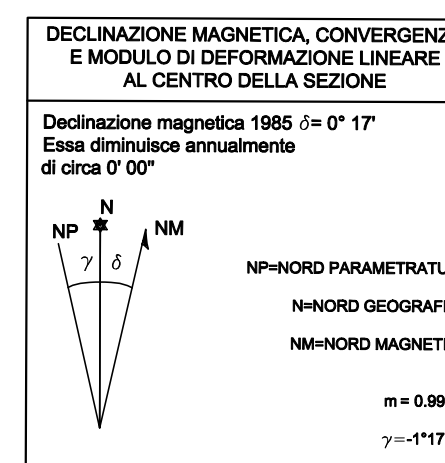 DECLINAZIONE MAGNETICA, CONVERGENZ
E MODULO DI DEFORMAZIONE LINEARE
AL CENTRO DELLA SEZIONE
Declinazione magnetica 1985 δ= 0° 17'
Essa diminuisce annualmente
di circa 0' 00"
N
NP NM
γ δ
NP=NORD PARAMETRATU
N=NORD GEOGRAFI
NM=NORD MAGNETI
m = 0.99
γ=-1°17